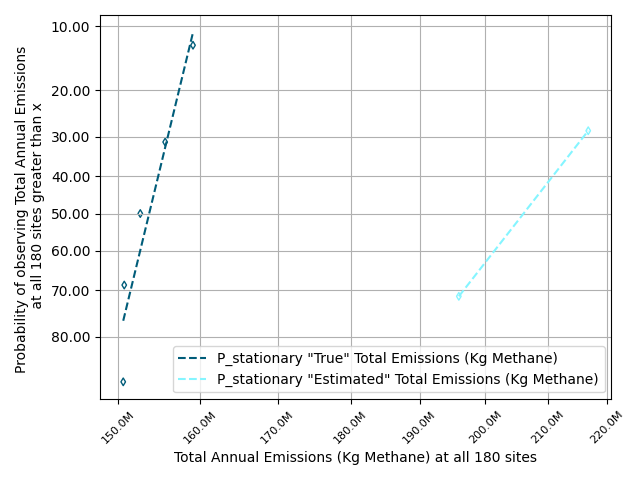 Probability of observing Total Annual Emissions
at all 180 sites greater than x
10.00
20.00
30.00
40.00
50.00
60.00
70.00
80.00
P_stationary "True" Total Emissions (Kg Methane)
P_stationary "Estimated" Total Emissions (Kg Methane)
150.0M
160.0M
170.0M
180.0M
190.0M
200.0M
210.0M
220.0M
Total Annual Emissions (Kg Methane) at all 180 sites